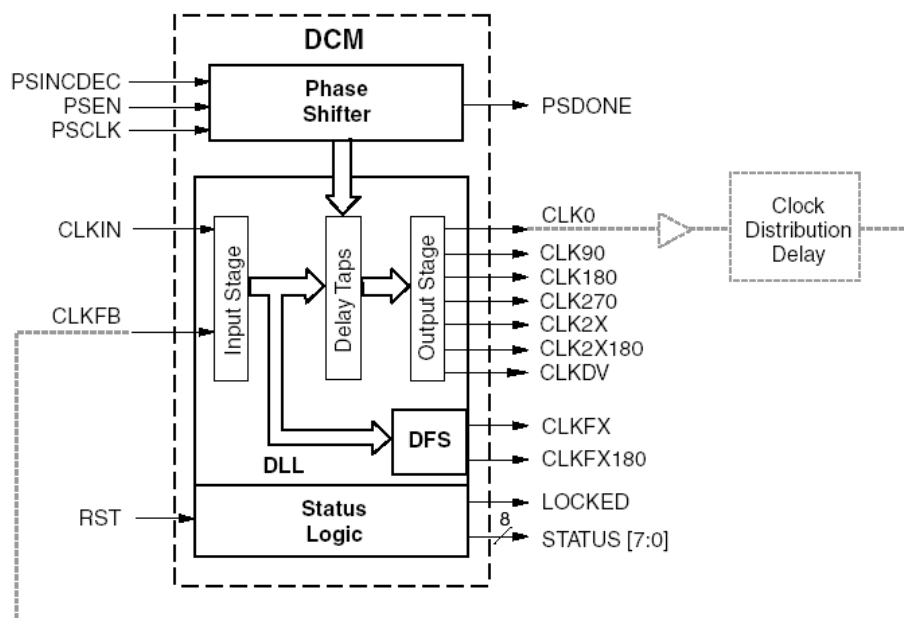 DCM
PSINCDEC
PSEN
PSCLK
Phase
Shifter
PSDONE
CLKIN
CLKFB
Input Stage
Delay Taps
Output Stage
CLK0
CLK90
CLK180
CLK270
CLK2X
CLK2X180
CLKDV
Clock
Distribution
Delay
DFS
DLL
CLKFX
CLKFX180
RST
Status
Logic
LOCKED
8
STATUS [7:0]